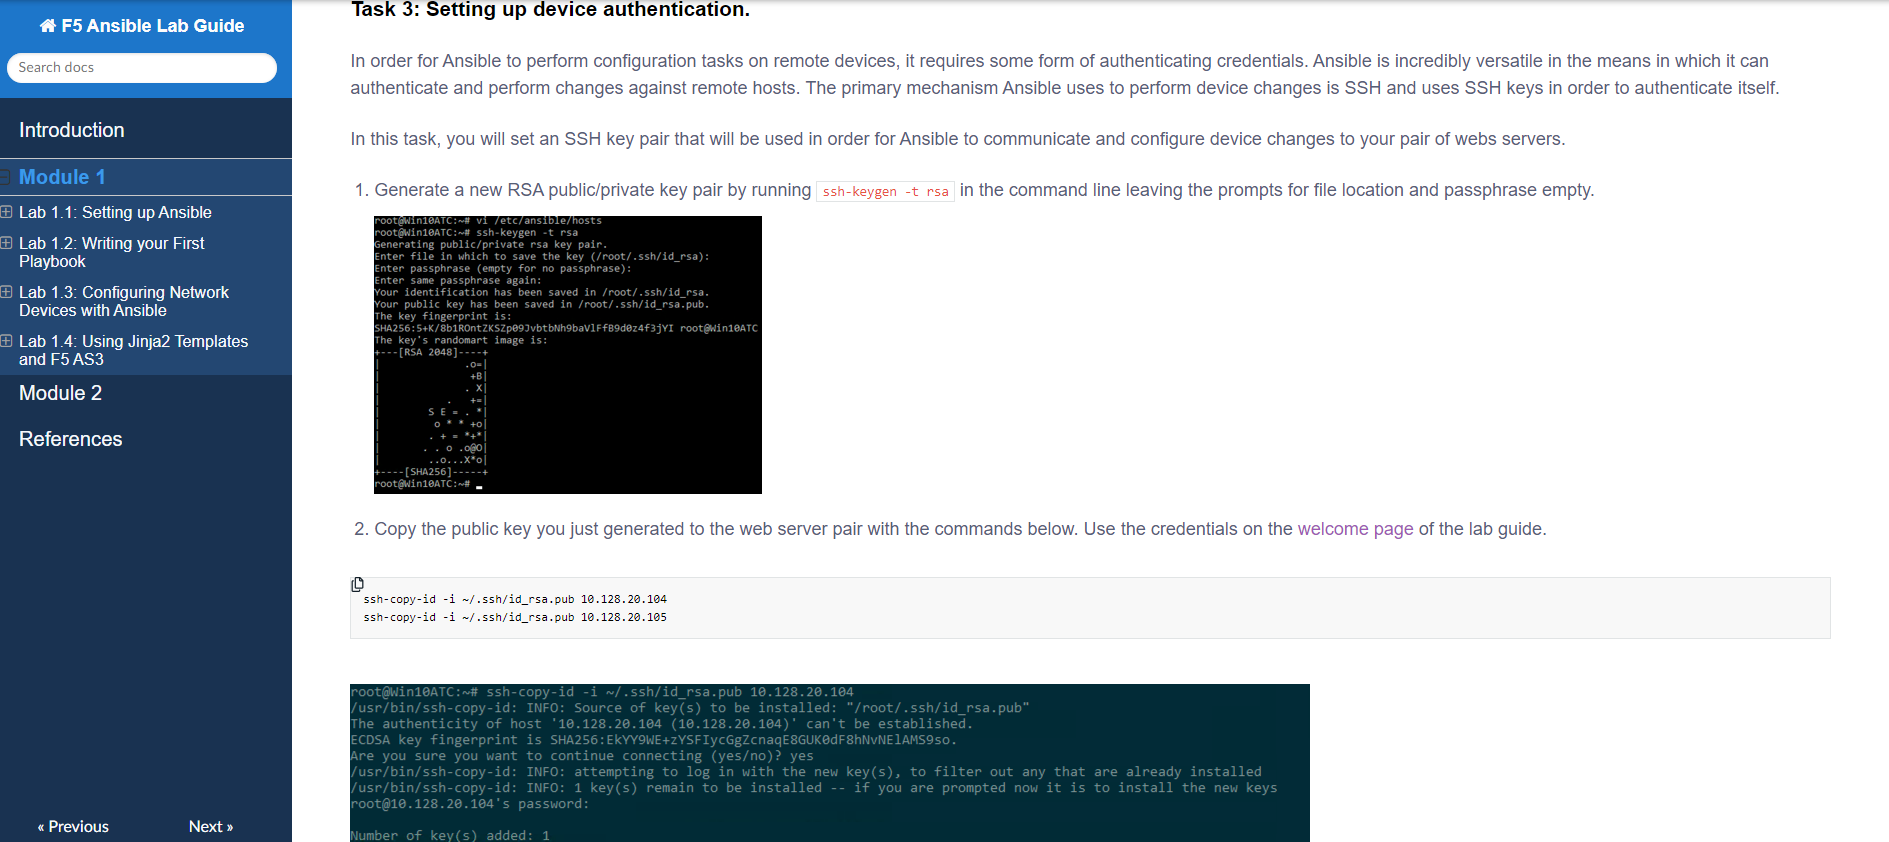 F5 Ansible Lab Guide
Search docs
Introduction
Module 1
Lab 1.1: Setting up Ansible
Lab 1.2: Writing your First
Playbook
Lab 1.3: Configuring Network
Devices with Ansible
Lab 1.4: Using Jinja2 Templates
and F5 AS3
Module 2
References
« Previous
Next »
Task 3: Setting up device authentication.
In order for Ansible to perform configuration tasks on remote devices, it requires some form of authenticating credentials. Ansible is incredibly versatile in the means in which it can
authenticate and perform changes against remote hosts. The primary mechanism Ansible uses to perform device changes is SSH and uses SSH keys in order to authenticate itself.
In this task, you will set an SSH key pair that will be used in order for Ansible to communicate and configure device changes to your pair of webs servers.
1. Generate a new RSA public/private key pair by running ssh-keygen -t rsa in the command line leaving the prompts for file location and passphrase empty.
root@Win10ATC:~# vi /etc/ansible/hosts
root@Win10ATC:~# ssh-keygen -t rsa
Generating public/private rsa key pair.
Enter file in which to save the key (/root/.ssh/id_rsa):
Enter passphrase (empty for no passphrase):
Enter same passphrase again:
Your identification has been saved in /root/.ssh/id_rsa.
Your public key has been saved in /root/.ssh/id_rsa.pub.
The key fingerprint is:
SHA256:5+K/8b1ROntZKSZp09JvbtbNh9baVlFfB9d0z4f3jYI root@Win10ATC
The key's randomart image is:
+---[RSA 2048]----+
|             .o=|
|              +B|
|             . X|
|          .   +=|
|       S E = . *|
|        o * * +o|
|       . + = *+*|
|      . . o .o@O|
|       ..o...X*o|
+----[SHA256]-----+
root@Win10ATC:~#
2. Copy the public key you just generated to the web server pair with the commands below. Use the credentials on the welcome page of the lab guide.
ssh-copy-id -i ~/.ssh/id_rsa.pub 10.128.20.104
ssh-copy-id -i ~/.ssh/id_rsa.pub 10.128.20.105
root@Win10ATC:~# ssh-copy-id -i ~/.ssh/id_rsa.pub 10.128.20.104
/usr/bin/ssh-copy-id: INFO: Source of key(s) to be installed: "/root/.ssh/id_rsa.pub"
The authenticity of host '10.128.20.104 (10.128.20.104)' can't be established.
ECDSA key fingerprint is SHA256:EkYY9WE+zYSFIycGgZcnaqE8GUK0dF8hNvNElAMS9so.
Are you sure you want to continue connecting (yes/no)? yes
/usr/bin/ssh-copy-id: INFO: attempting to log in with the new key(s), to filter out any that are already installed
/usr/bin/ssh-copy-id: INFO: 1 key(s) remain to be installed -- if you are prompted now it is to install the new keys
root@10.128.20.104's password:
Number of key(s) added: 1